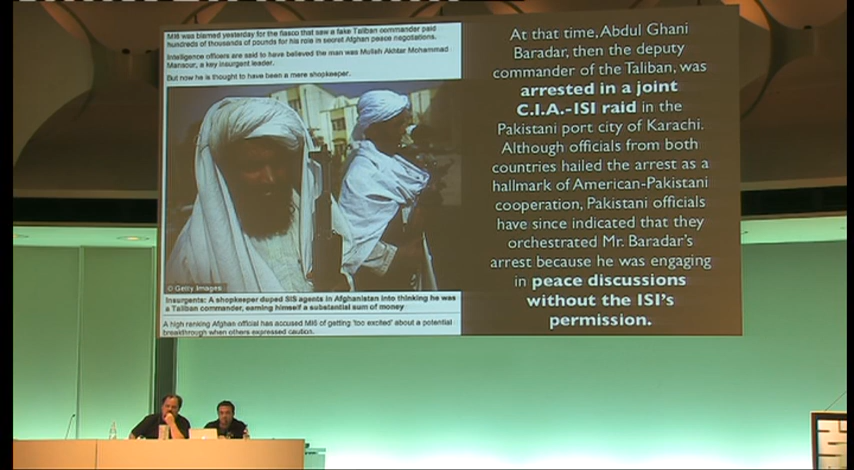 MI6 was blamed yesterday for the fiasco that saw a fake Taliban commander paid
hundreds of thousands of pounds for his role in secret Afghan peace negotiations.
Intelligence officers are said to have believed the man was Mullah Akhtar Mohammad
Mansour, a key insurgent leader.
But now he is thought to have been a mere shopkeeper.
© Getty Images
Insurgents: A shopkeeper duped SIS agents in Afghanistan into thinking he was
a Taliban commander, earning himself a substantial sum of money
A high ranking Afghan official has accused MI6 of getting 'too excited' about a potential
breakthrough when others expressed caution.
At that time, Abdul Ghani
Baradar, then the deputy
commander of the Taliban, was
arrested in a joint
C.I.A.-ISI raid in the
Pakistani port city of Karachi.
Although officials from both
countries hailed the arrest as a
hallmark of American-Pakistani
cooperation, Pakistani officials
have since indicated that they
orchestrated Mr. Baradar's
arrest because he was engaging
in peace discussions
without the ISI's
permission.